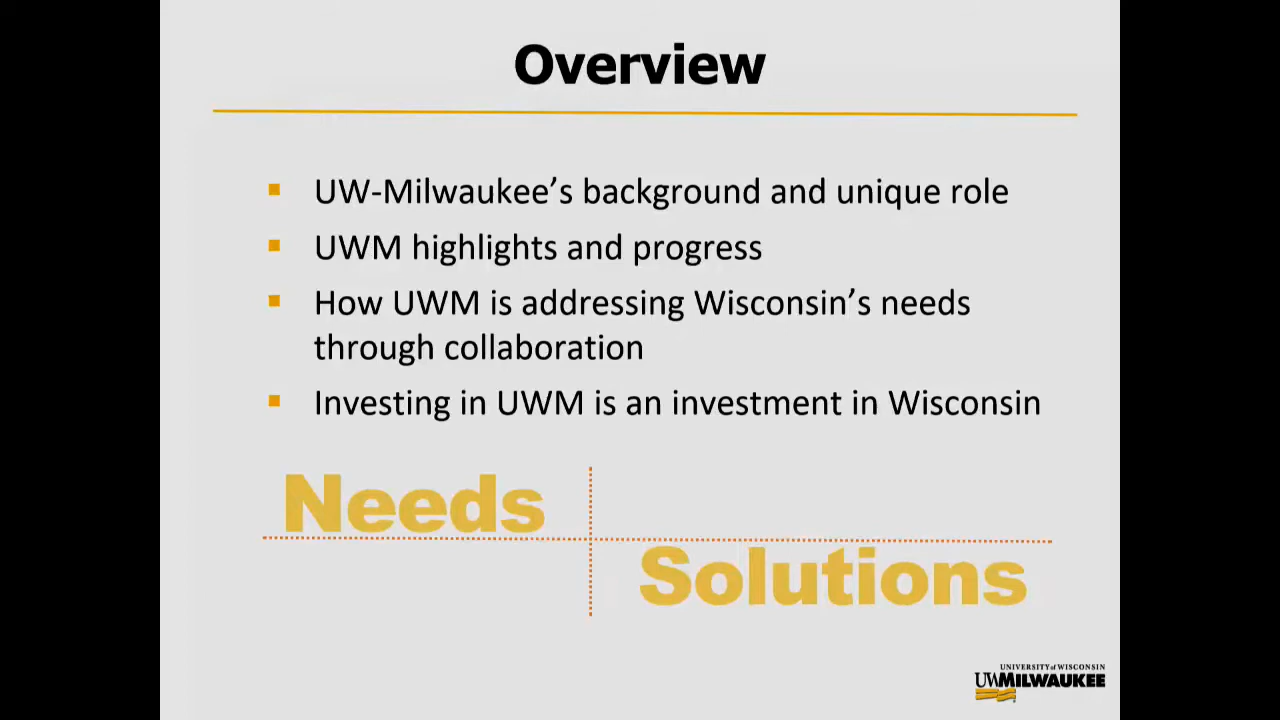 Overview
UW-Milwaukee’s background and unique role
UWM highlights and progress
How UWM is addressing Wisconsin’s needs
through collaboration
Investing in UWM is an investment in Wisconsin
Needs
Solutions
UNIVERSITY of WISCONSIN
UWMILWAUKEE